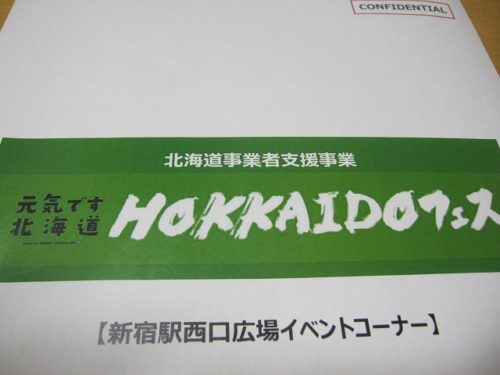 CONFIDENTIAL
北海道事業者支援事業
元気です
北海道
HOKKAIDOフェス
【新宿駅西口広場イベントコーナー】